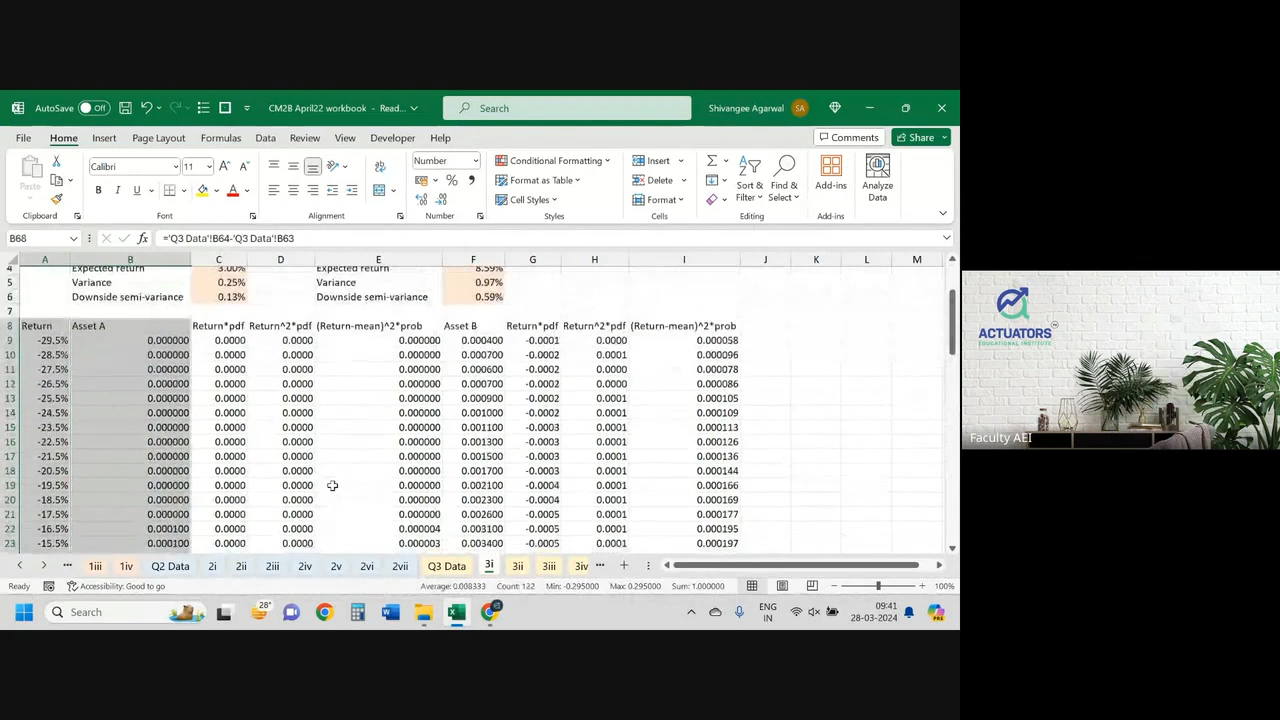 AutoSave Off CM2B April22 workbook - Read... Search Shivangee Agarwal SA
File Home Insert Page Layout Formulas Data Review View Developer Help Comments Share
Paste Calibri 11 A A Number Conditional Formatting Insert Sort & Filter Find & Select Add-ins Analyze Data
B I U A % Format as Table Delete
Cell Styles Format
Clipboard Font Alignment Number Styles Cells Editing Add-ins
B68 fx ='Q3 Data'!B64-'Q3 Data'!B63
A B C D E F G H I J K L M
4 Expected return 3.00% Expected return 8.59%
5 Variance 0.25% Variance 0.97%
6 Downside semi-variance 0.13% Downside semi-variance 0.59%
7
8 Return Asset A Return*pdf Return^2*pdf (Return-mean)^2*prob Asset B Return*pdf Return^2*pdf (Return-mean)^2*prob
9 -29.5% 0.000000 0.0000 0.0000 0.000000 0.000400 -0.0001 0.0000 0.000058
10 -28.5% 0.000000 0.0000 0.0000 0.000000 0.000700 -0.0002 0.0001 0.000096
11 -27.5% 0.000000 0.0000 0.0000 0.000000 0.000600 -0.0002 0.0000 0.000078
12 -26.5% 0.000000 0.0000 0.0000 0.000000 0.000700 -0.0002 0.0000 0.000086
13 -25.5% 0.000000 0.0000 0.0000 0.000000 0.000900 -0.0002 0.0001 0.000105
14 -24.5% 0.000000 0.0000 0.0000 0.000000 0.001000 -0.0002 0.0001 0.000109
15 -23.5% 0.000000 0.0000 0.0000 0.000000 0.001100 -0.0003 0.0001 0.000113
16 -22.5% 0.000000 0.0000 0.0000 0.000000 0.001300 -0.0003 0.0001 0.000126
17 -21.5% 0.000000 0.0000 0.0000 0.000000 0.001500 -0.0003 0.0001 0.000136
18 -20.5% 0.000000 0.0000 0.0000 0.000000 0.001700 -0.0003 0.0001 0.000144
19 -19.5% 0.000000 0.0000 0.0000 0.000000 0.002100 -0.0004 0.0001 0.000166
20 -18.5% 0.000000 0.0000 0.0000 0.000000 0.002300 -0.0004 0.0001 0.000169
21 -17.5% 0.000000 0.0000 0.0000 0.000000 0.002600 -0.0005 0.0001 0.000177
22 -16.5% 0.000100 0.0000 0.0000 0.000004 0.003100 -0.0005 0.0001 0.000195
23 -15.5% 0.000100 0.0000 0.0000 0.000003 0.003400 -0.0005 0.0001 0.000197
1iii 1iv Q2 Data 2i 2ii 2iii 2iv 2v 2vi 2vii Q3 Data 3i 3ii 3iii 3iv
Ready Accessibility: Good to go Average: 0.008333 Count: 122 Min: -0.295000 Max: 0.295000 Sum: 1.000000 100%
Search 28° ENG IN 09:41 28-03-2024
ACTUATORS
EDUCATIONAL INSTITUTE
Faculty AEI